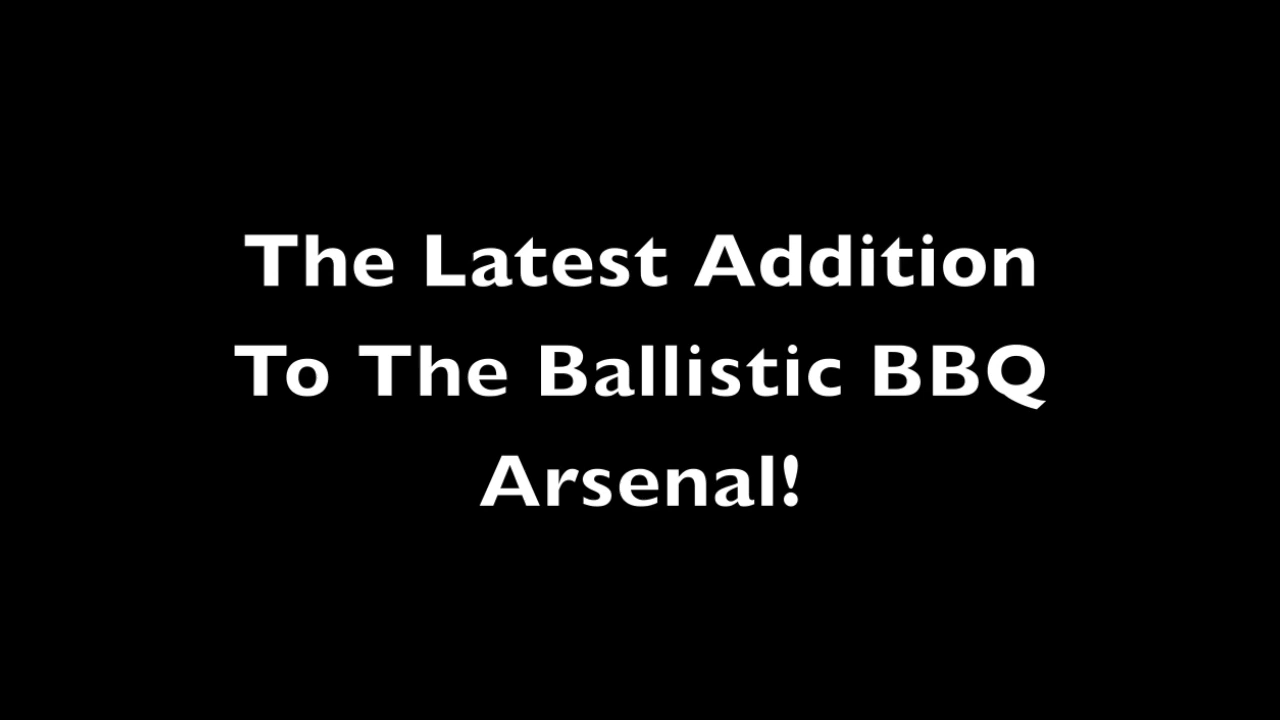 The Latest Addition
To The Ballistic BBQ
Arsenal!